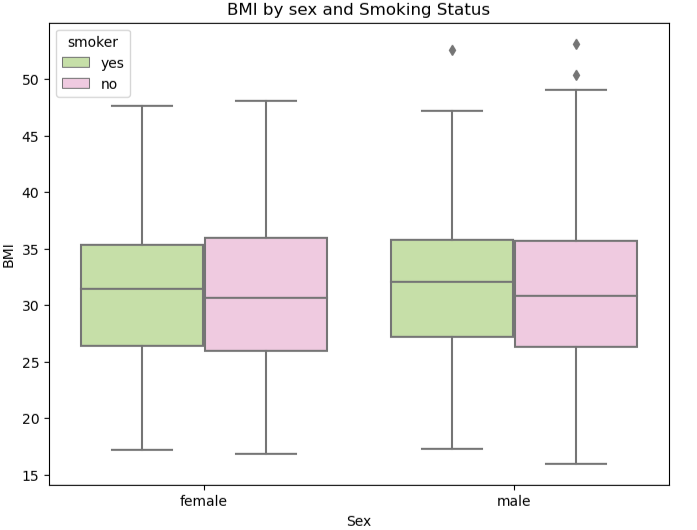 BMI by sex and Smoking Status
smoker
yes
no
50
45
40
35
30
25
20
15
BMI
female
male
Sex